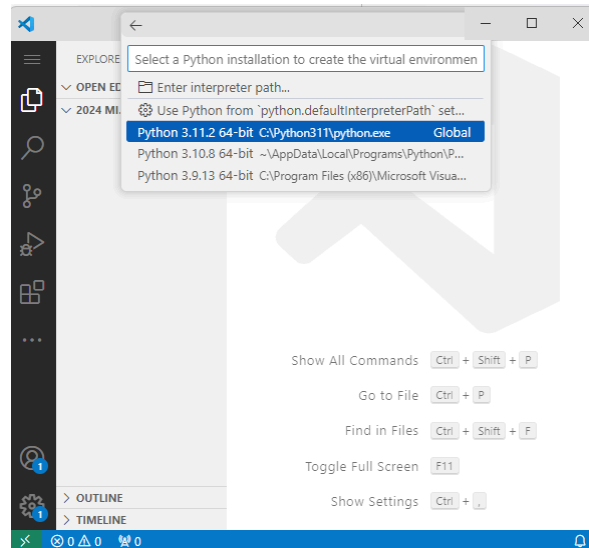 EXPLORE
Select a Python installation to create the virtual environmen
OPEN ED
Enter interpreter path...
2024 MI.
Use Python from `python.defaultInterpreterPath` set...
Python 3.11.2 64-bit C:\Python311\python.exe Global
Python 3.10.8 64-bit ~\AppData\Local\Programs\Python\P...
Python 3.9.13 64-bit C:\Program Files (x86)\Microsoft Visua...
Show All Commands Ctrl + Shift + P
Go to File Ctrl + P
Find in Files Ctrl + Shift + F
Toggle Full Screen F11
Show Settings Ctrl + ,
1
1
OUTLINE
TIMELINE
0 0 0